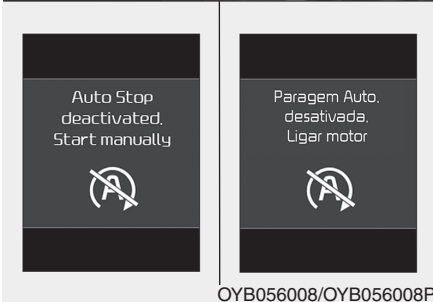 Auto Stop
deactivated.
Start manually
A
Paragem Auto.
desativada.
Ligar motor
A
OYB056008/OYB056008P